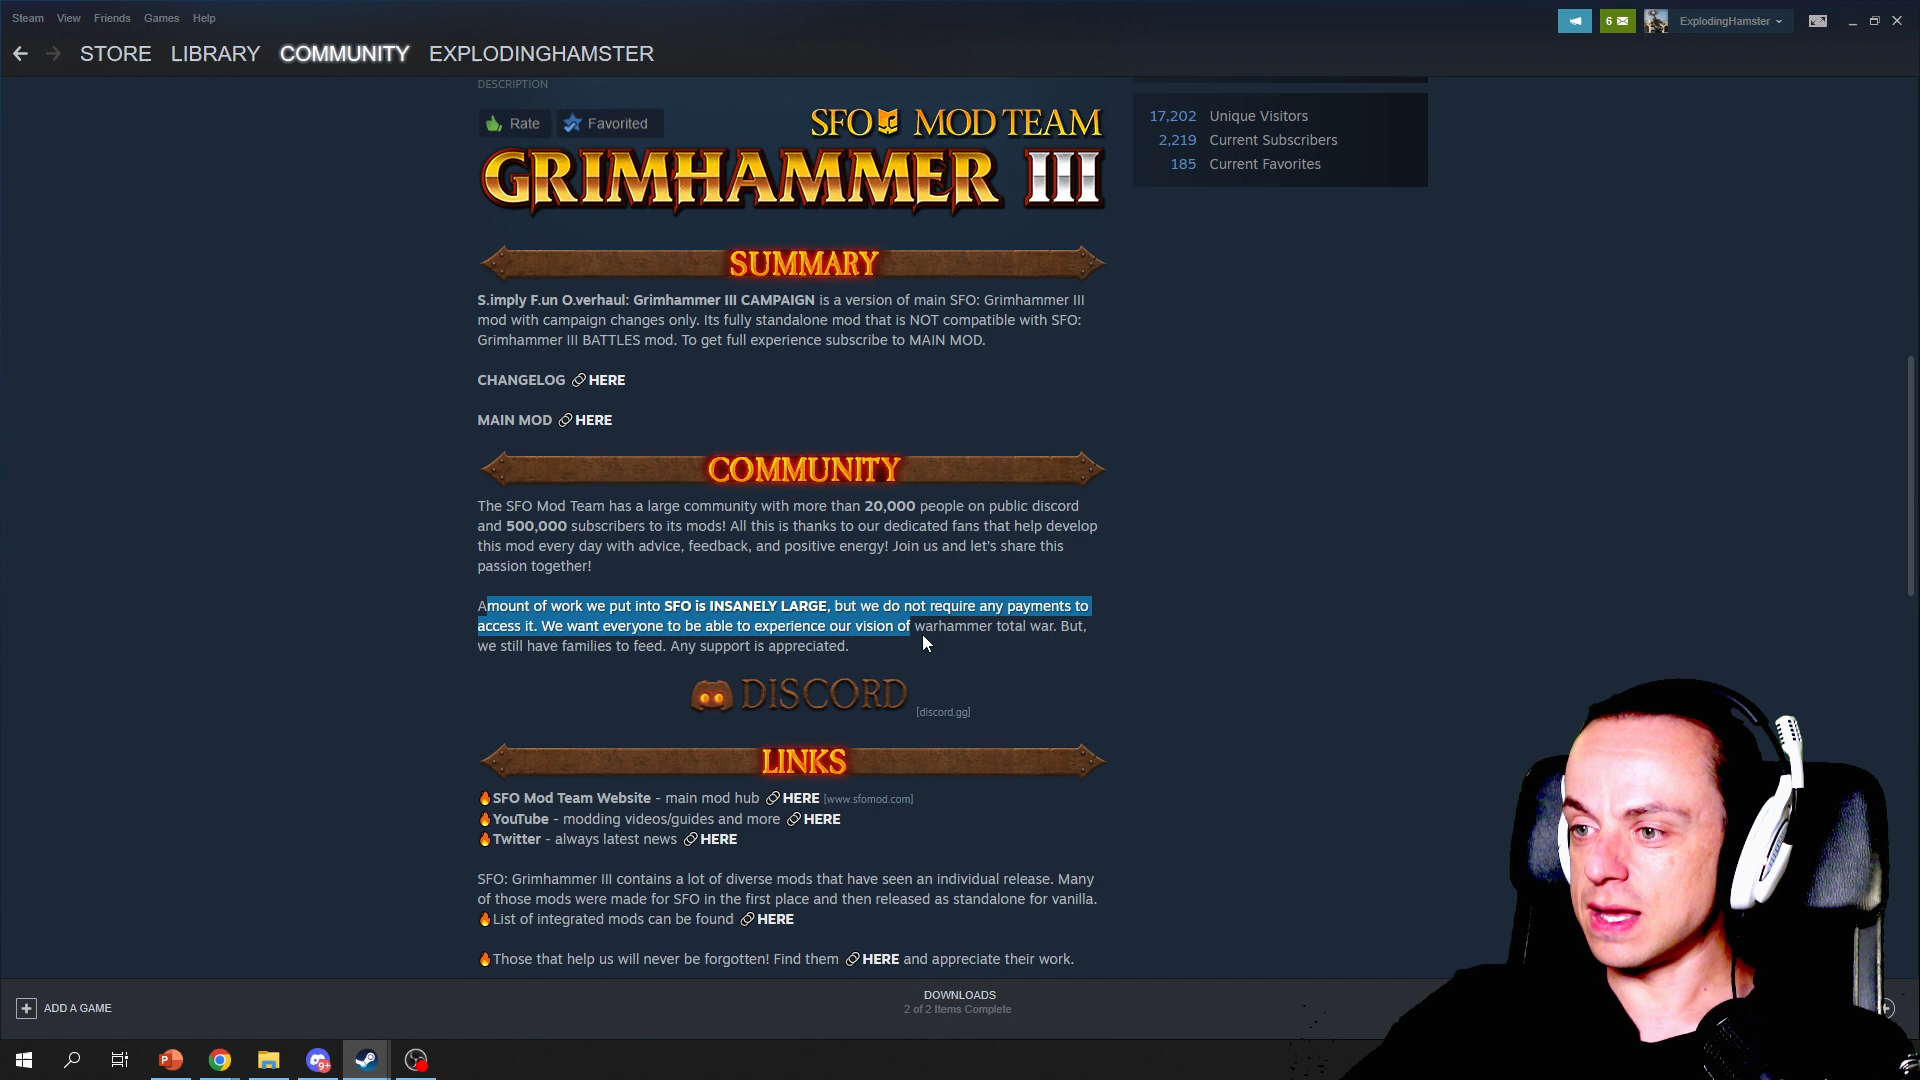 Steam View Friends Games Help
6 ExplodingHamster
STORE LIBRARY COMMUNITY EXPLODINGHAMSTER
DESCRIPTION
Rate Favorited
SFO MOD TEAM
GRIMHAMMER III
17,202 Unique Visitors
2,219 Current Subscribers
185 Current Favorites
SUMMARY
S.imply F.un O.verhaul: Grimhammer III CAMPAIGN is a version of main SFO: Grimhammer III
mod with campaign changes only. Its fully standalone mod that is NOT compatible with SFO:
Grimhammer III BATTLES mod. To get full experience subscribe to MAIN MOD.
CHANGELOG HERE
MAIN MOD HERE
COMMUNITY
The SFO Mod Team has a large community with more than 20,000 people on public discord
and 500,000 subscribers to its mods! All this is thanks to our dedicated fans that help develop
this mod every day with advice, feedback, and positive energy! Join us and let's share this
passion together!
Amount of work we put into SFO is INSANELY LARGE, but we do not require any payments to
access it. We want everyone to be able to experience our vision of warhammer total war. But,
we still have families to feed. Any support is appreciated.
DISCORD [discord.gg]
LINKS
SFO Mod Team Website - main mod hub HERE [www.sfomod.com]
YouTube - modding videos/guides and more HERE
Twitter - always latest news HERE
SFO: Grimhammer III contains a lot of diverse mods that have seen an individual release. Many
of those mods were made for SFO in the first place and then released as standalone for vanilla.
List of integrated mods can be found HERE
Those that help us will never be forgotten! Find them HERE and appreciate their work.
ADD A GAME
DOWNLOADS
2 of 2 Items Complete
P
9+